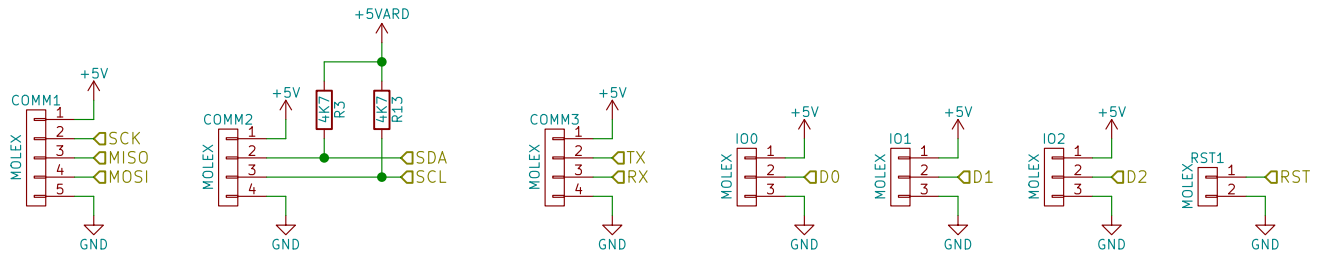 +5VARD
+5V
COMM1
MOLEX
1
2
3
4
5
SCK
MISO
MOSI
GND
+5V
COMM2
MOLEX
1
2
3
4
4K7
R3
4K7
R13
SDA
SCL
GND
+5V
COMM3
MOLEX
1
2
3
4
TX
RX
GND
+5V
IO0
MOLEX
1
2
3
D0
GND
+5V
IO1
MOLEX
1
2
3
D1
GND
+5V
IO2
MOLEX
1
2
3
D2
GND
RST1
MOLEX
1
2
RST
GND